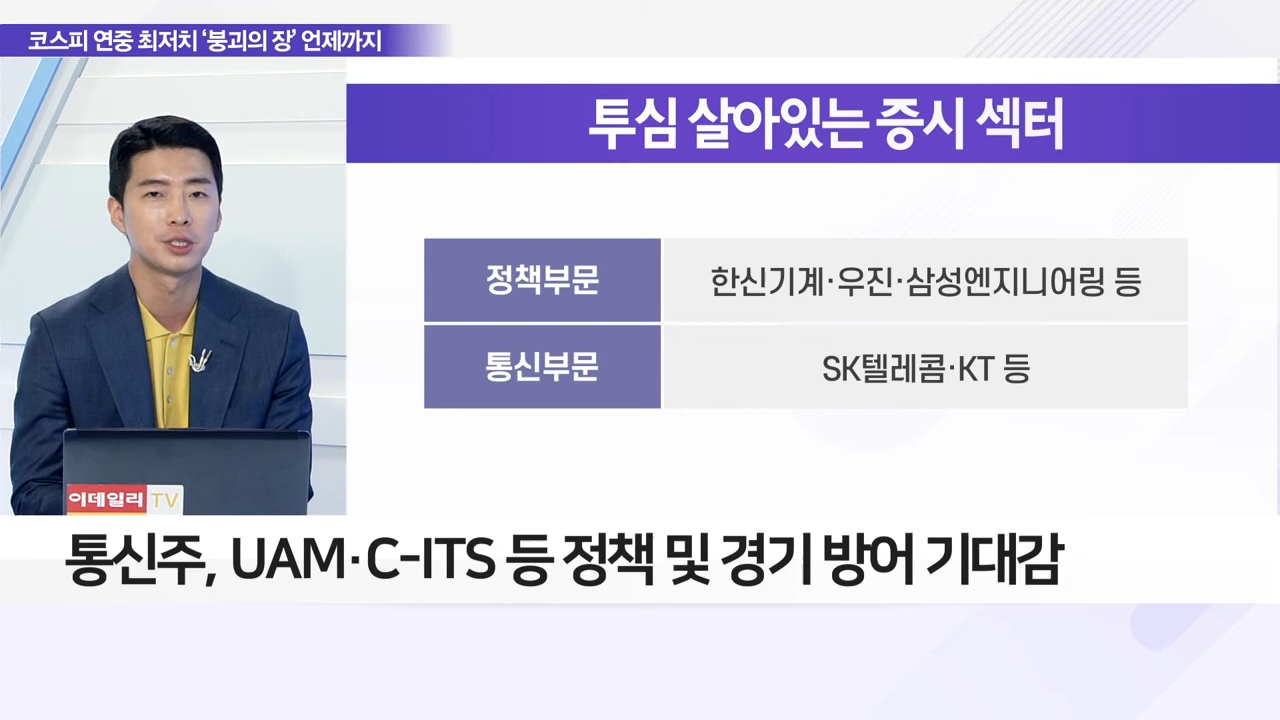 코스피 연중 최저치 ‘붕괴의 장’ 언제까지
투심 살아있는 증시 섹터
정책부문
한신기계·우진·삼성엔지니어링 등
통신부문
SK텔레콤·KT 등
이데일리 TV
통신주, UAM·C-ITS 등 정책 및 경기 방어 기대감